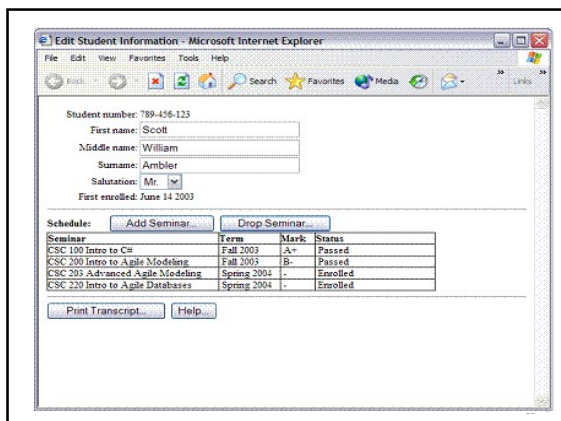 Edit Student Information - Microsoft Internet Explorer
File Edit View Favorites Tools Help
Back Search Favorites Media » Links »
Student number: 789-456-123
First name: Scott
Middle name: William
Surname: Ambler
Salutation: Mr.
First enrolled: June 14 2003
Schedule: Add Seminar... Drop Seminar...
Seminar Term Mark Status
CSC 100 Intro to C# Fall 2003 A+ Passed
CSC 200 Intro to Agile Modeling Fall 2003 B- Passed
CSC 203 Advanced Agile Modeling Spring 2004 - Enrolled
CSC 220 Intro to Agile Databases Spring 2004 - Enrolled
Print Transcript... Help...